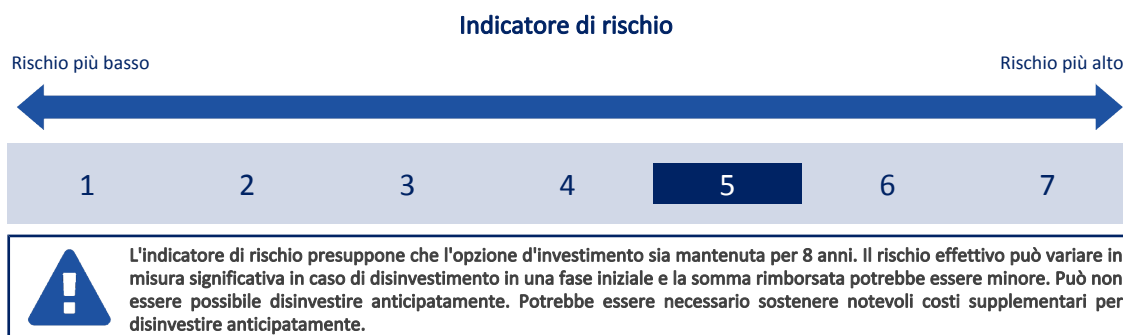 Indicatore di rischio
Rischio più basso
Rischio più alto
1 2 3 4 5 6 7
L'indicatore di rischio presuppone che l'opzione d'investimento sia mantenuta per 8 anni. Il rischio effettivo può variare in
misura significativa in caso di disinvestimento in una fase iniziale e la somma rimborsata potrebbe essere minore. Può non
essere possibile disinvestire anticipatamente. Potrebbe essere necessario sostenere notevoli costi supplementari per
disinvestire anticipatamente.